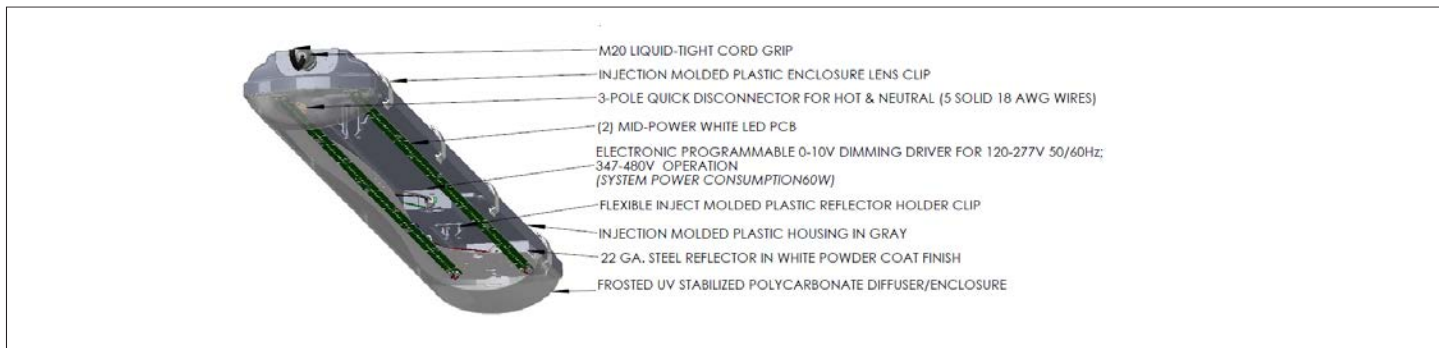 M20 LIQUID-TIGHT CORD GRIP
INJECTION MOLDED PLASTIC ENCLOSURE LENS CLIP
3-POLE QUICK DISCONNECTOR FOR HOT & NEUTRAL (5 SOLID 18 AWG WIRES)
(2) MID-POWER WHITE LED PCB
ELECTRONIC PROGRAMMABLE 0-10V DIMMING DRIVER FOR 120-277V 50/60Hz;
347-480V OPERATION
(SYSTEM POWER CONSUMPTION60W)
FLEXIBLE INJECT MOLDED PLASTIC REFLECTOR HOLDER CLIP
INJECTION MOLDED PLASTIC HOUSING IN GRAY
22 GA. STEEL REFLECTOR IN WHITE POWDER COAT FINISH
FROSTED UV STABILIZED POLYCARBONATE DIFFUSER/ENCLOSURE